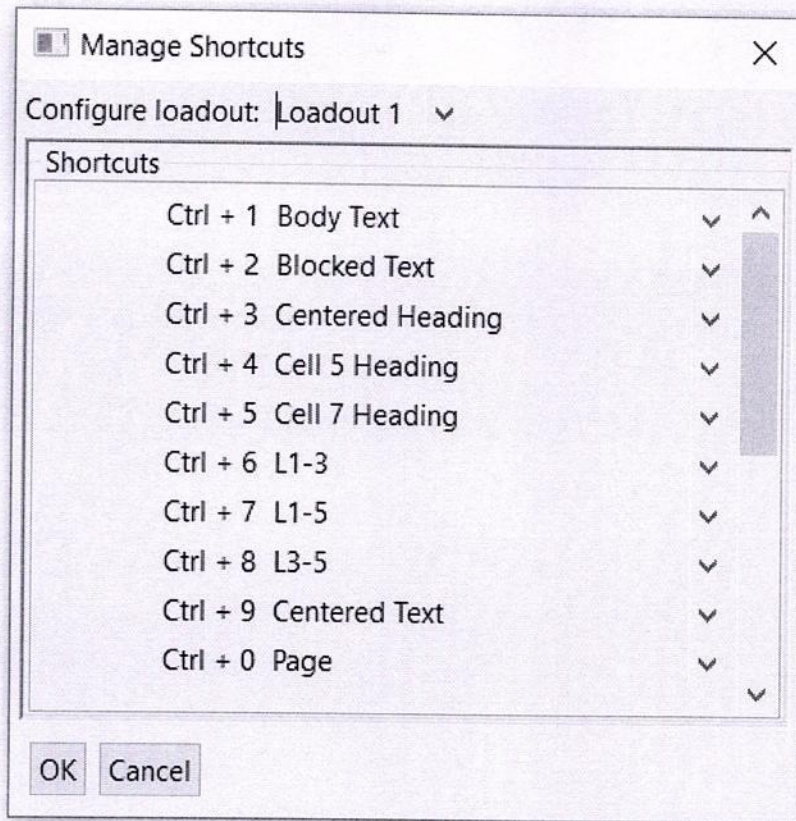 Manage Shortcuts
Configure loadout: Loadout 1
Shortcuts
Ctrl + 1 Body Text
Ctrl + 2 Blocked Text
Ctrl + 3 Centered Heading
Ctrl + 4 Cell 5 Heading
Ctrl + 5 Cell 7 Heading
Ctrl + 6 L1-3
Ctrl + 7 L1-5
Ctrl + 8 L3-5
Ctrl + 9 Centered Text
Ctrl + 0 Page
OK Cancel